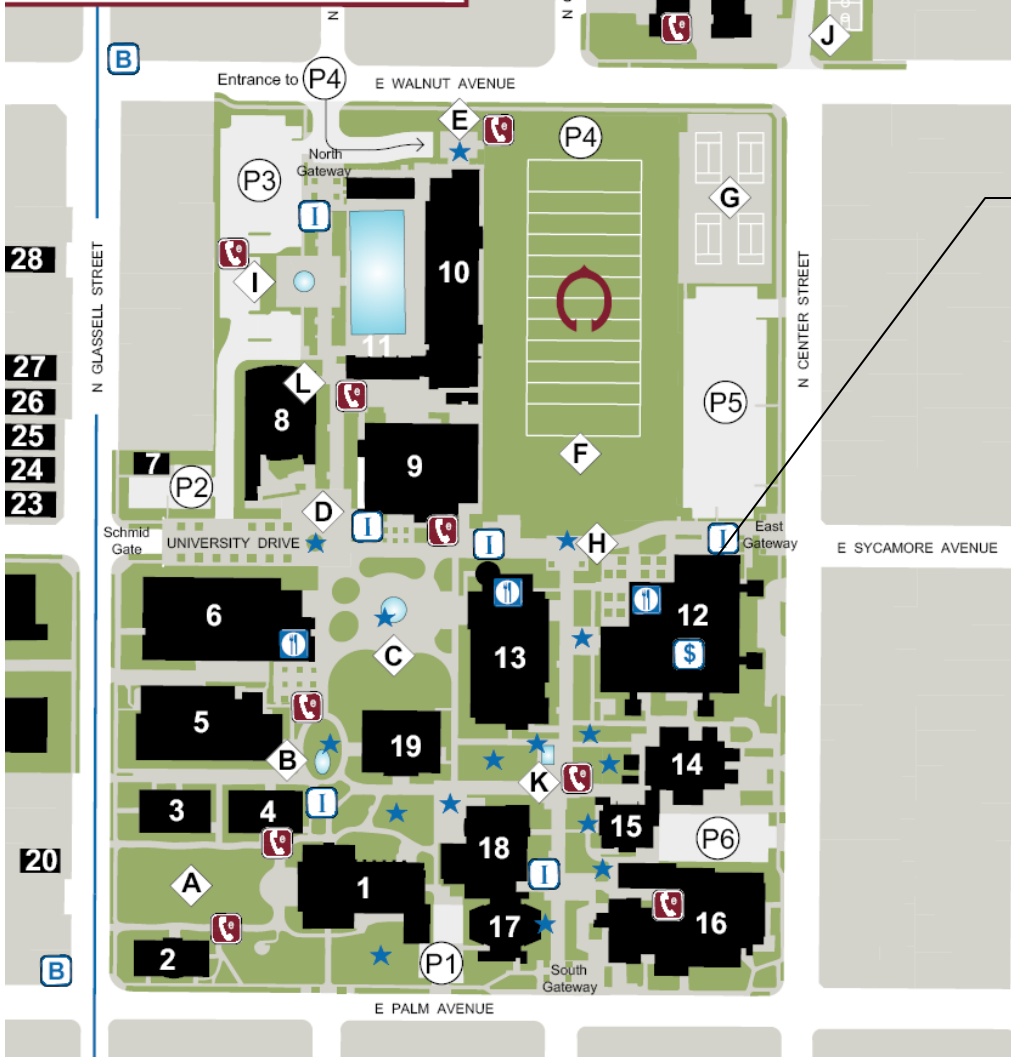 N
N
B
J
Entrance to P4
E WALNUT AVENUE
E
P4
North
Gateway
P3
G
I
28
I
10
N GLASSELL STREET
N CENTER STREET
11
27
L
26
8
P5
25
9
F
24
7
P2
23
D
Schmid
Gate
UNIVERSITY DRIVE
I
I
H
I
East
Gateway
E SYCAMORE AVENUE
6
12
C
13
$
5
B
19
14
K
3
4
I
15
P6
20
18
A
1
I
16
17
2
P1
B
South
Gateway
E PALM AVENUE